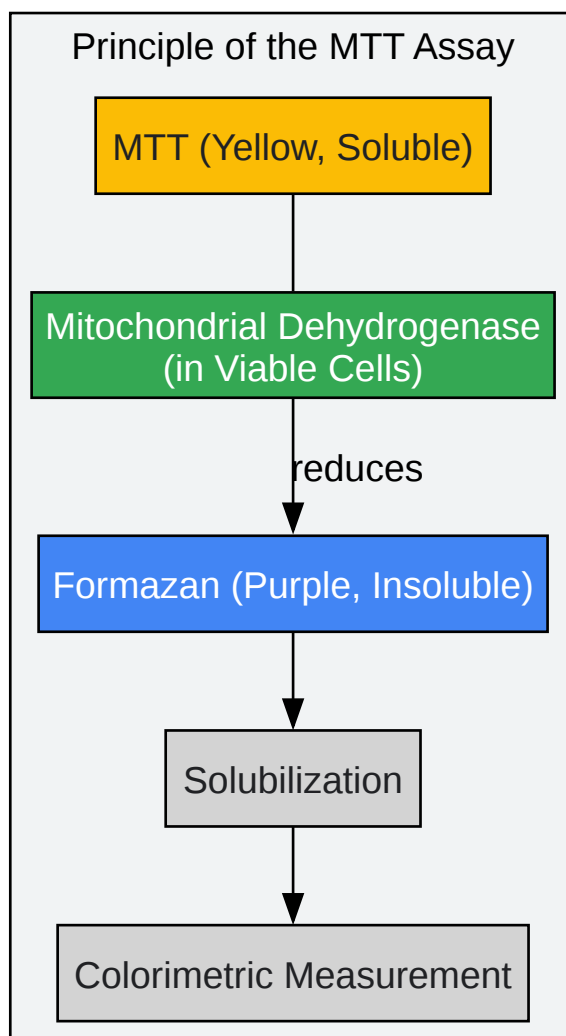 Principle of the MTT Assay
MTT (Yellow, Soluble)
Mitochondrial Dehydrogenase
(in Viable Cells)
reduces
Formazan (Purple, Insoluble)
Solubilization
Colorimetric Measurement